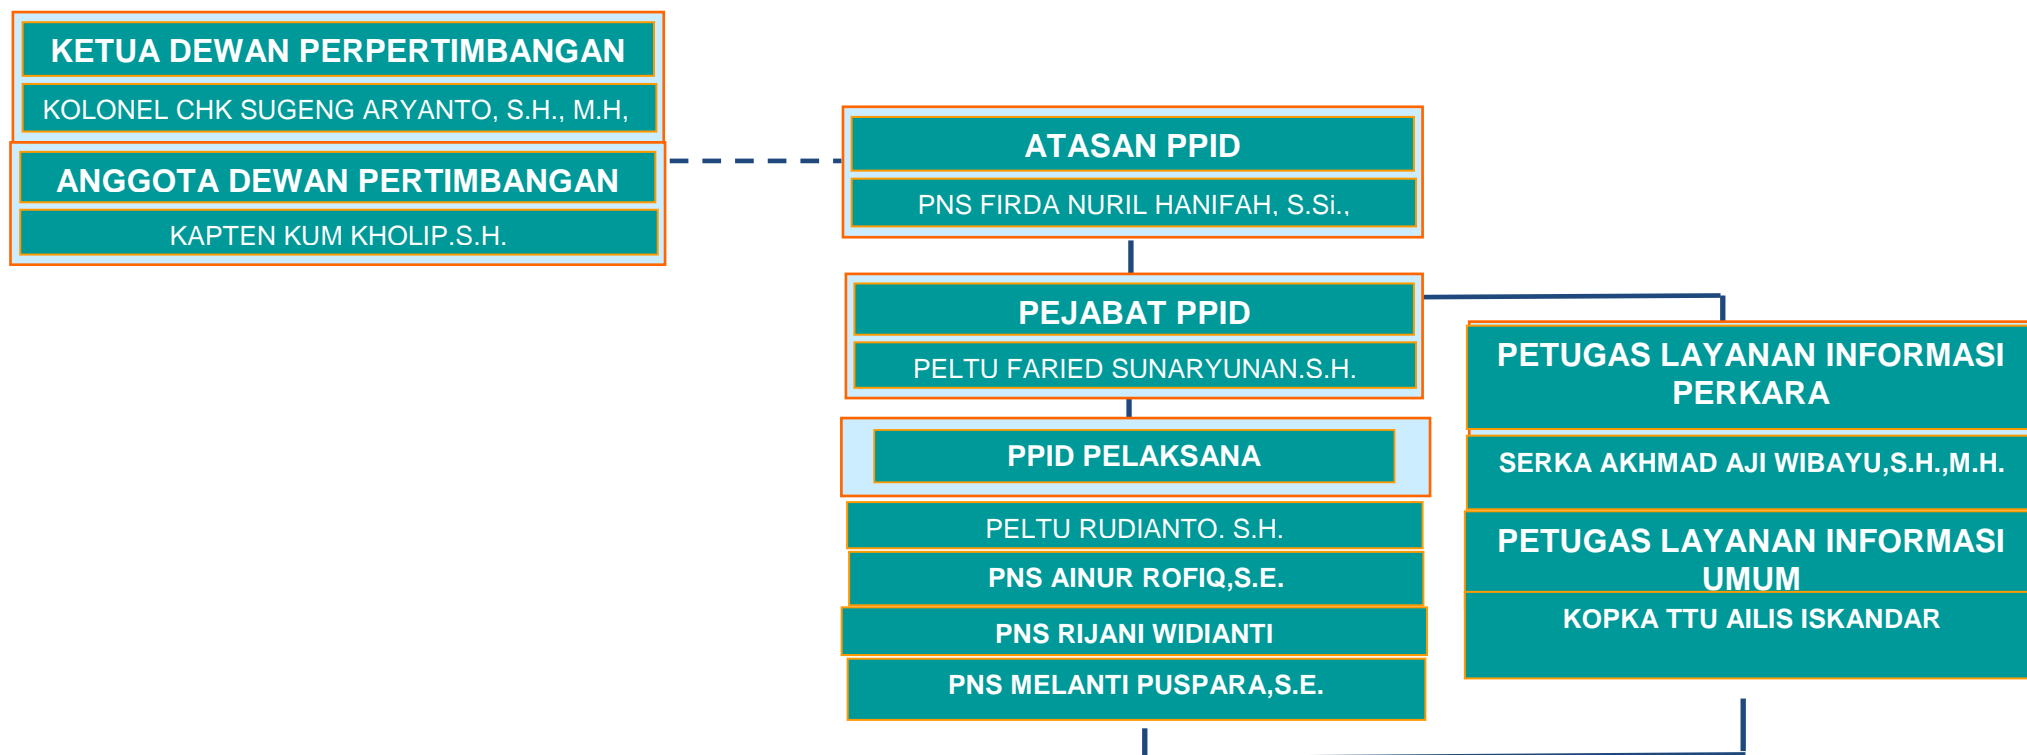 KETUA DEWAN PERPERTIMBANGAN
KOLONEL CHK SUGENG ARYANTO, S.H., M.H,
ANGGOTA DEWAN PERTIMBANGAN
KAPTEN KUM KHOLIP.S.H.
ATASAN PPID
PNS FIRDA NURIL HANIFAH, S.Si.,
PEJABAT PPID
PELTU FARIED SUNARYUNAN.S.H.
PPID PELAKSANA
PELTU RUDIANTO. S.H.
PNS AINUR ROFIQ,S.E.
PNS RIJANI WIDIANTI
PNS MELANTI PUSPARA,S.E.
PETUGAS LAYANAN INFORMASI
PERKARA
SERKA AKHMAD AJI WIBAYU,S.H.,M.H.
PETUGAS LAYANAN INFORMASI
UMUM
KOPKA TTU AILIS ISKANDAR